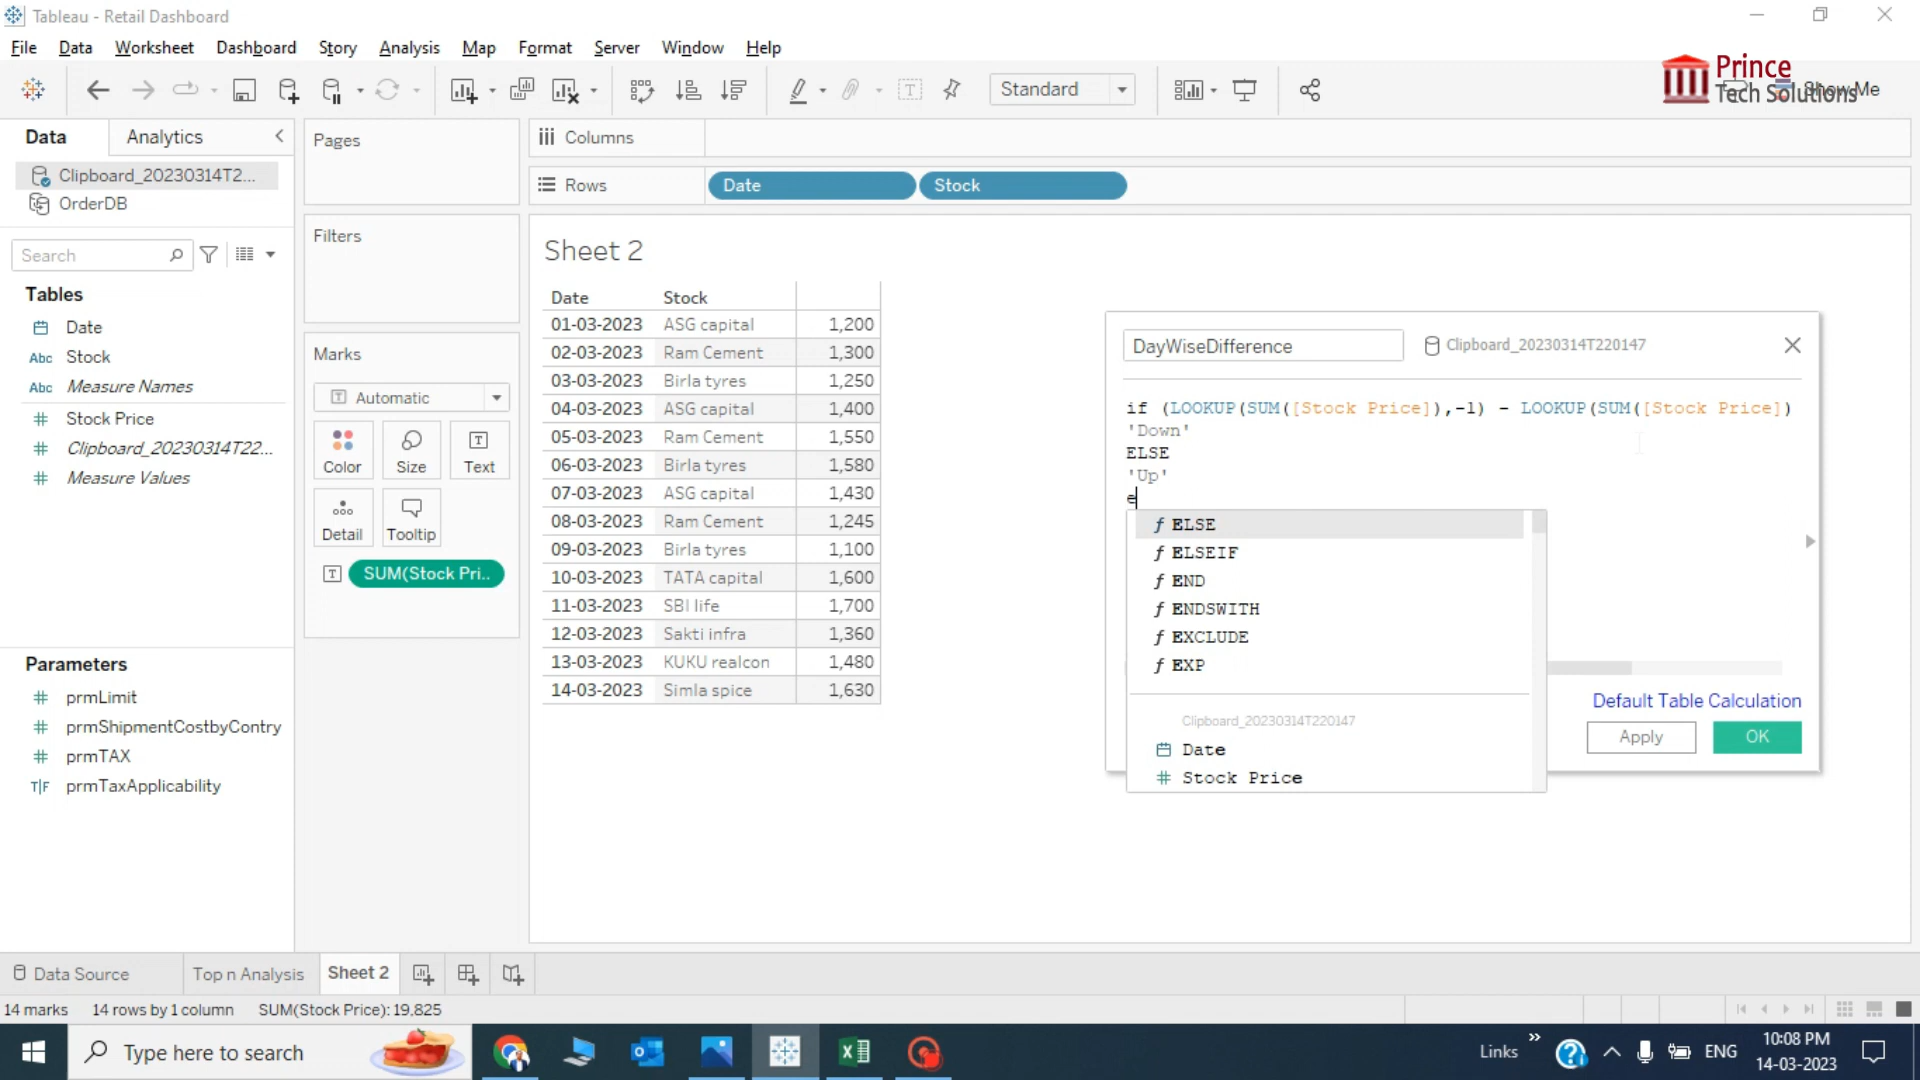 Tableau - Retail Dashboard
File Data Worksheet Dashboard Story Analysis Map Format Server Window Help
Standard
Show Me
Prince
Tech Solutions
Data Analytics
Clipboard_20230314T2...
OrderDB
Search
Tables
Date
Abc Stock
Abc Measure Names
# Stock Price
# Clipboard_20230314T22...
# Measure Values
Parameters
# prmLimit
# prmShipmentCostbyContry
# prmTAX
T|F prmTaxApplicability
Pages
Filters
Marks
T Automatic
Color Size Text
Detail Tooltip
T SUM(Stock Pri..
Columns
Rows Date Stock
Sheet 2
Date Stock
01-03-2023 ASG capital 1,200
02-03-2023 Ram Cement 1,300
03-03-2023 Birla tyres 1,250
04-03-2023 ASG capital 1,400
05-03-2023 Ram Cement 1,550
06-03-2023 Birla tyres 1,580
07-03-2023 ASG capital 1,430
08-03-2023 Ram Cement 1,245
09-03-2023 Birla tyres 1,100
10-03-2023 TATA capital 1,600
11-03-2023 SBI life 1,700
12-03-2023 Sakti infra 1,360
13-03-2023 KUKU realcon 1,480
14-03-2023 Simla spice 1,630
DayWiseDifference Clipboard_20230314T220147
if (LOOKUP(SUM([Stock Price]),-1) - LOOKUP(SUM([Stock Price])
'Down'
ELSE
'Up'
e
f ELSE
f ELSEIF
f END
f ENDSWITH
f EXCLUDE
f EXP
Clipboard_20230314T220147
Date
# Stock Price
Default Table Calculation
Apply OK
Data Source Top n Analysis Sheet 2
14 marks 14 rows by 1 column SUM(Stock Price): 19,825
Type here to search
Links » ENG
10:08 PM
14-03-2023